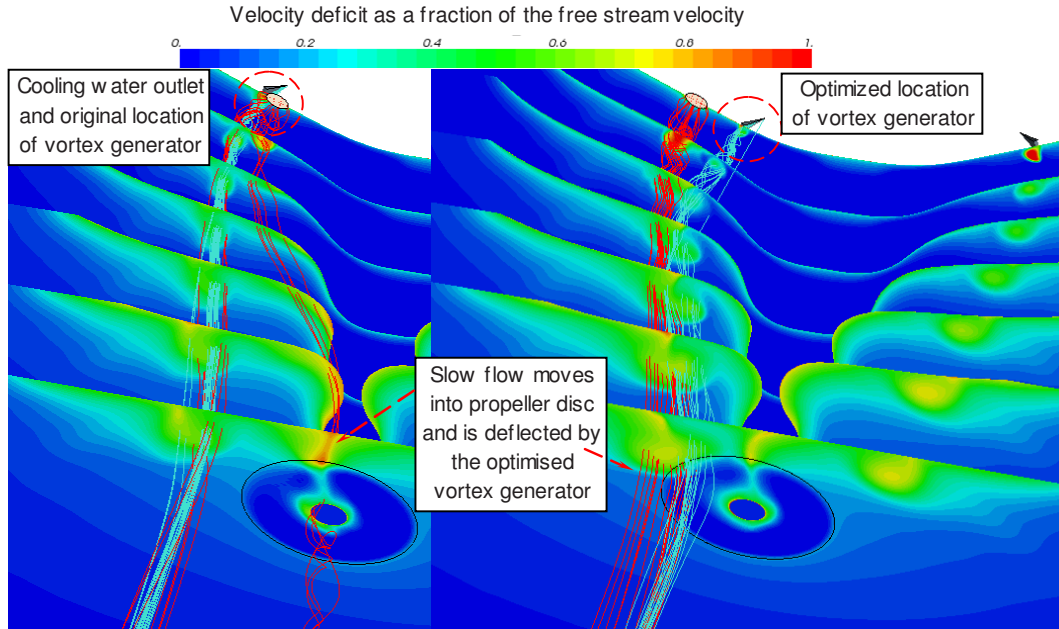 Velocity deficit as a fraction of the free stream velocity
0. 0.2 0.4 0.6 0.8 1.
Cooling water outlet
and original location
of vortex generator
Optimized location
of vortex generator
Slow flow moves
into propeller disc
and is deflected by
the optimised
vortex generator